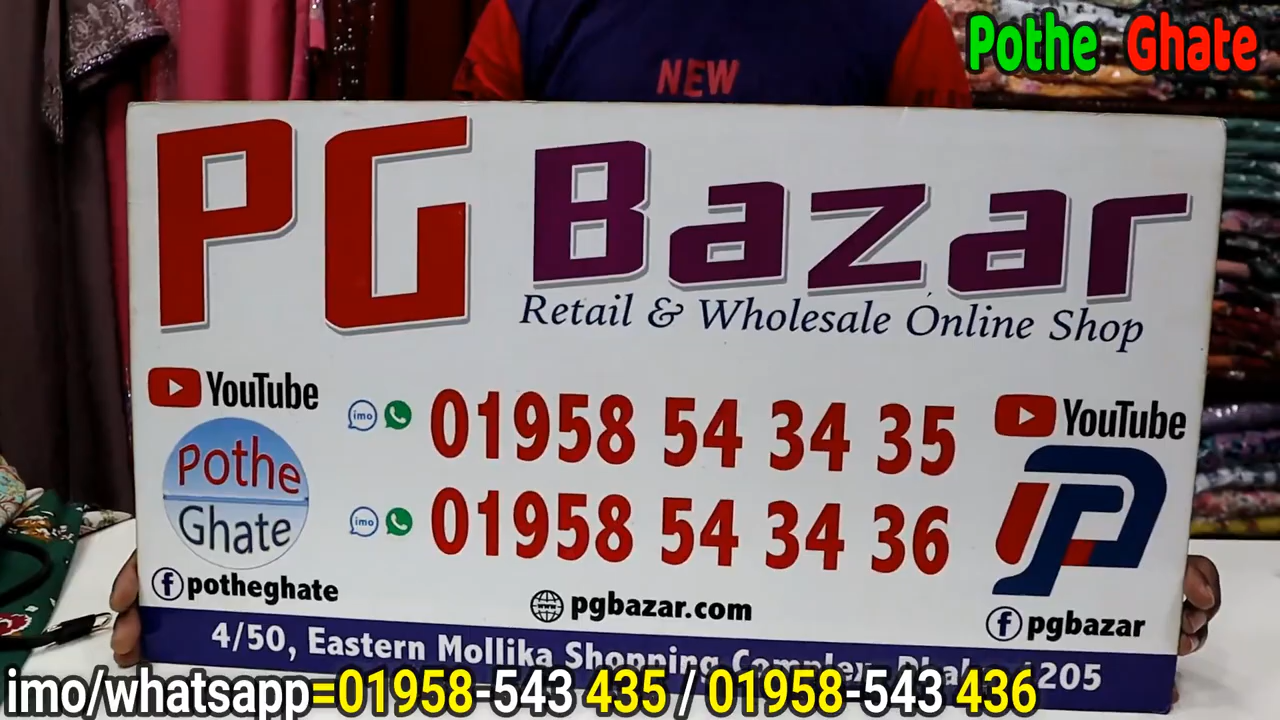 Pothe Ghate
NEW
PG Bazar
Retail & Wholesale Online Shop
YouTube
Pothe
Ghate
potheghate
imo 01958 54 34 35
imo 01958 54 34 36
www pgbazar.com
YouTube
pgbazar
4/50, Eastern Mollika Shopping Complex, Dhaka-1205
imo/whatsapp=01958-543 435 / 01958-543 436